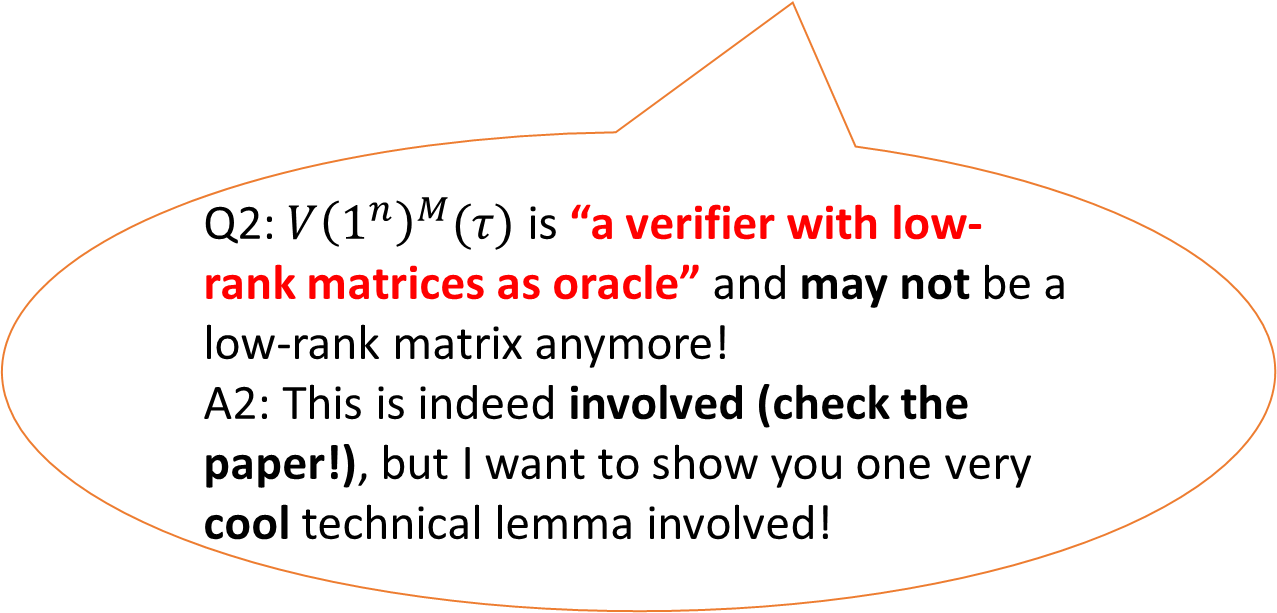 Q2: 𝑉(1ⁿ)ᴹ(𝜏) is “a verifier with low-
rank matrices as oracle” and may not be a
low-rank matrix anymore!
A2: This is indeed involved (check the
paper!), but I want to show you one very
cool technical lemma involved!